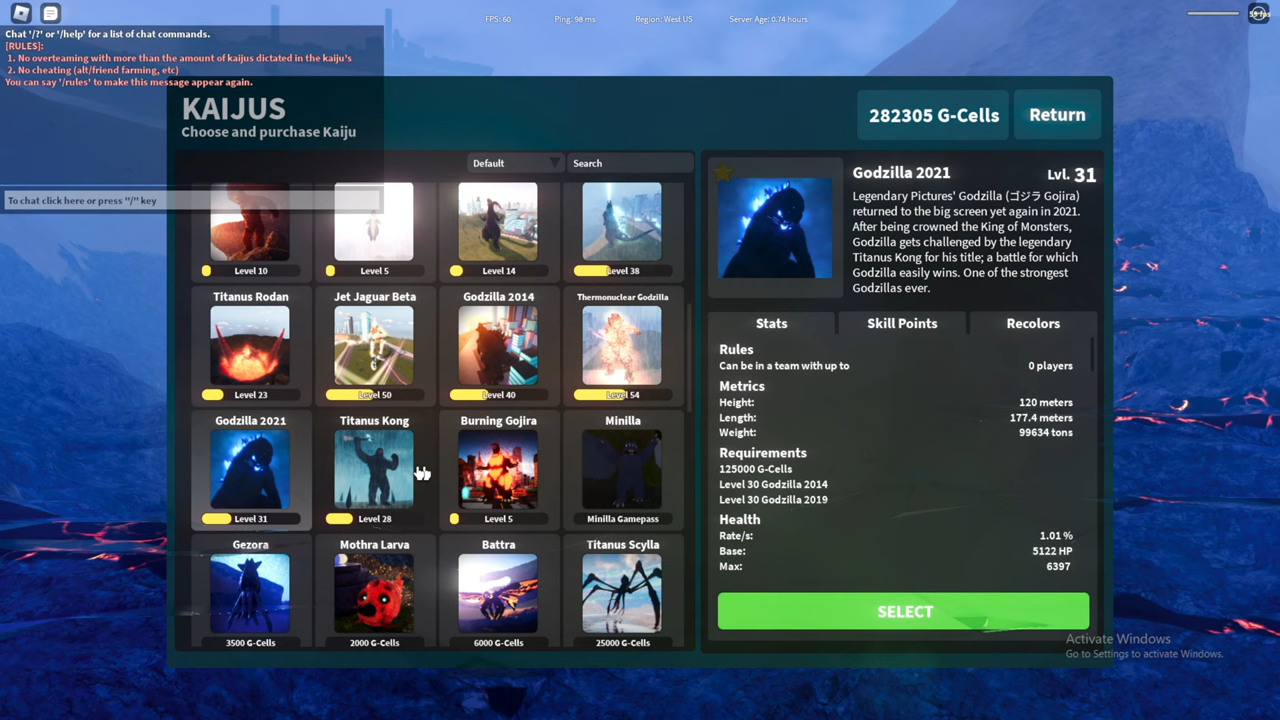 FPS: 60
Ping: 98 ms
Region: West US
Server Age: 0.74 hours
Chat '/?' or '/help' for a list of chat commands.
[RULES]:
1. No overteaming with more than the amount of kaijus dictated in the kaiju's
2. No cheating (alt/friend farming, etc)
You can say '/rules' to make this message appear again.
To chat click here or press "/" key
KAIJUS
Choose and purchase Kaiju
282305 G-Cells
Return
Default
Search
Level 10
Level 5
Level 14
Level 38
Titanus Rodan
Jet Jaguar Beta
Godzilla 2014
Thermonuclear Godzilla
Level 23
Level 50
Level 40
Level 54
Godzilla 2021
Titanus Kong
Burning Gojira
Minilla
Level 31
Level 28
Level 5
Minilla Gamepass
Gezora
Mothra Larva
Battra
Titanus Scylla
3500 G-Cells
2000 G-Cells
6000 G-Cells
25000 G-Cells
Godzilla 2021
Lvl. 31
Legendary Pictures' Godzilla (ゴジラ Gojira)
returned to the big screen yet again in 2021.
After being crowned the King of Monsters,
Godzilla gets challenged by the legendary
Titanus Kong for his title; a battle for which
Godzilla easily wins. One of the strongest
Godzillas ever.
Stats
Skill Points
Recolors
Rules
Can be in a team with up to 0 players
Metrics
Height: 120 meters
Length: 177.4 meters
Weight: 99634 tons
Requirements
125000 G-Cells
Level 30 Godzilla 2014
Level 30 Godzilla 2019
Health
Rate/s: 1.01 %
Base: 5122 HP
Max: 6397
SELECT
Activate Windows
Go to Settings to activate Windows.